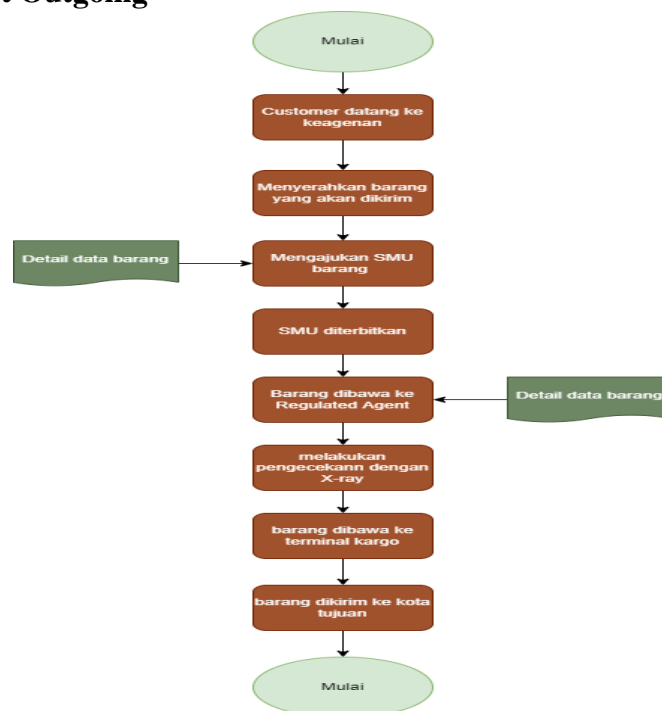 Outgoing
Mulai
Customer datang ke
keagenan
Menyerahkan barang
yang akan dikirim
Detail data barang
Mengajukan SMU
barang
SMU diterbitkan
Barang dibawa ke
Regulated Agent
Detail data barang
melakukan
pengecekann dengan
X-ray
barang dibawa ke
terminal kargo
barang dikirim ke kota
tujuan
Mulai